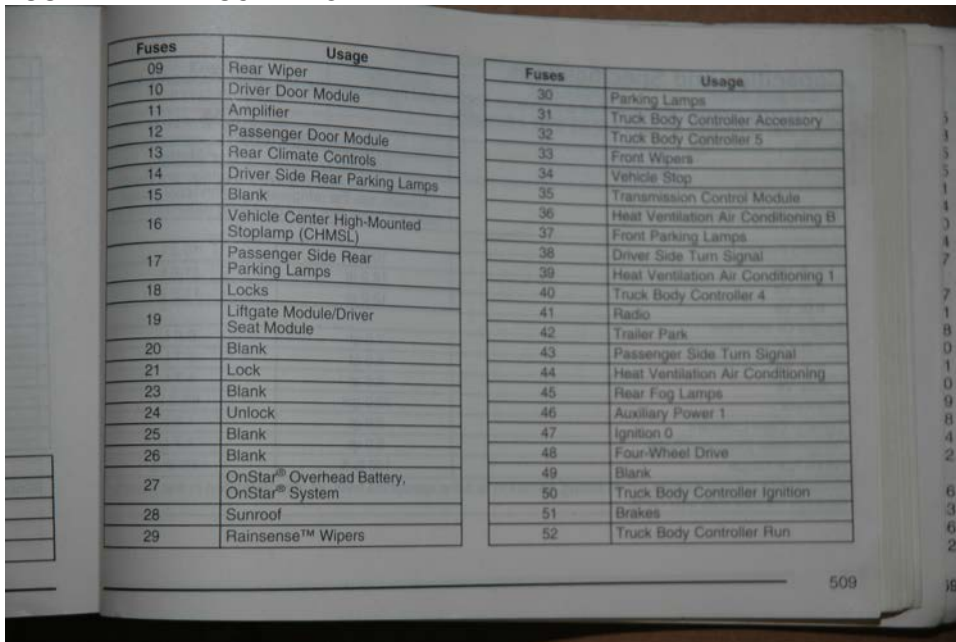 Fuses Usage
09 Rear Wiper
10 Driver Door Module
11 Amplifier
12 Passenger Door Module
13 Rear Climate Controls
14 Driver Side Rear Parking Lamps
15 Blank
16 Vehicle Center High-Mounted
Stoplamp (CHMSL)
17 Passenger Side Rear
Parking Lamps
18 Locks
19 Liftgate Module/Driver
Seat Module
20 Blank
21 Lock
23 Blank
24 Unlock
25 Blank
26 Blank
27 OnStar® Overhead Battery,
OnStar® System
28 Sunroof
29 Rainsense™ Wipers
Fuses Usage
30 Parking Lamps
31 Truck Body Controller Accessory
32 Truck Body Controller 5
33 Front Wipers
34 Vehicle Stop
35 Transmission Control Module
36 Heat Ventilation Air Conditioning B
37 Front Parking Lamps
38 Driver Side Turn Signal
39 Heat Ventilation Air Conditioning 1
40 Truck Body Controller 4
41 Radio
42 Trailer Park
43 Passenger Side Turn Signal
44 Heat Ventilation Air Conditioning
45 Rear Fog Lamps
46 Auxiliary Power 1
47 Ignition 0
48 Four-Wheel Drive
49 Blank
50 Truck Body Controller Ignition
51 Brakes
52 Truck Body Controller Run
509